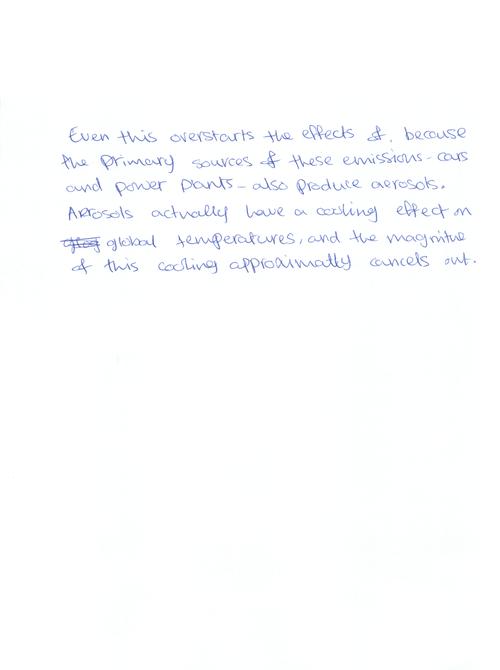 Even this overstarts the effects of, because
the primary sources of these emissions - cars
and power plants - also produce aerosols.
Aerosols actually have a cooling effect on
global temperatures, and the magnitue
of this cooling approximatly cancels out.